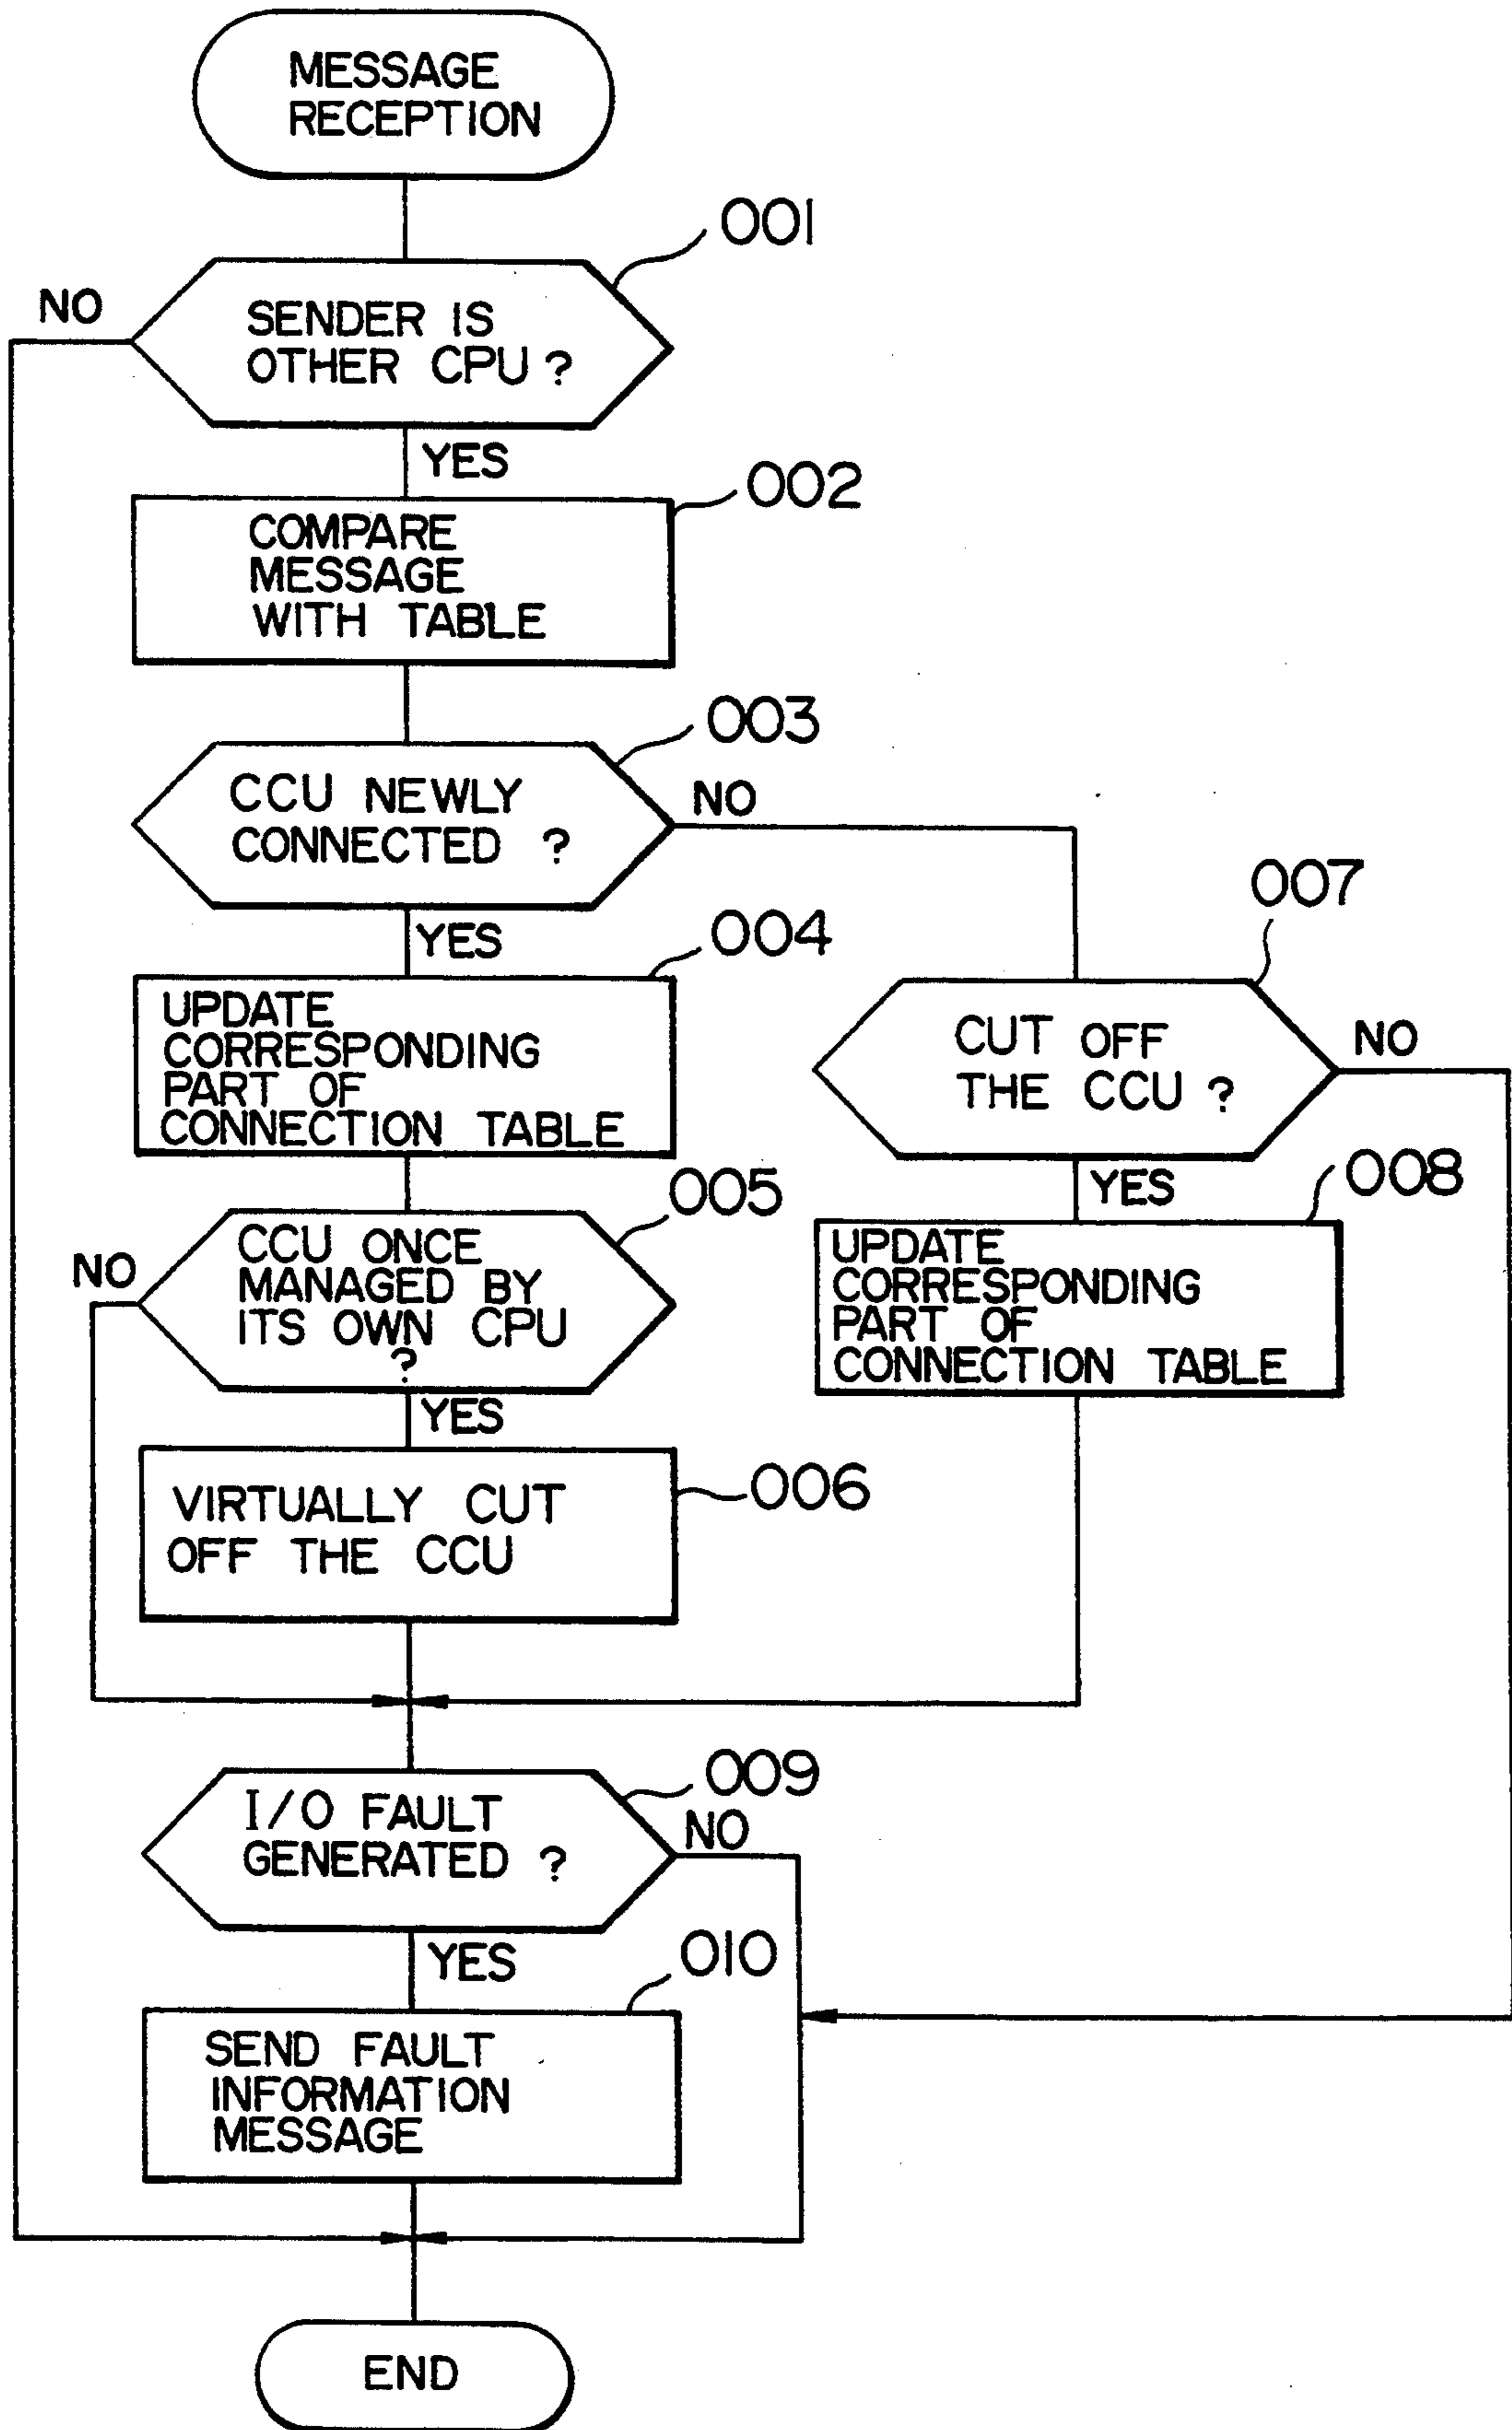 MESSAGE
RECEPTION
001
NO
SENDER IS
OTHER CPU ?
YES
002
COMPARE
MESSAGE
WITH TABLE
003
CCU NEWLY
CONNECTED ?
NO
YES
004
007
UPDATE
CORRESPONDING
PART OF
CONNECTION TABLE
CUT OFF
THE CCU ?
NO
YES
005
008
NO
CCU ONCE
MANAGED BY
ITS OWN CPU
?
YES
UPDATE
CORRESPONDING
PART OF
CONNECTION TABLE
006
VIRTUALLY CUT
OFF THE CCU
009
I/O FAULT
GENERATED ?
NO
YES
010
SEND FAULT
INFORMATION
MESSAGE
END